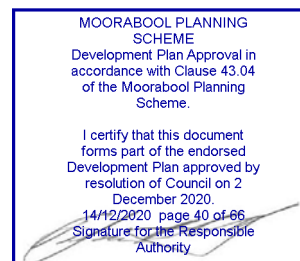 MOORABOOL PLANNING
SCHEME
Development Plan Approval in
accordance with Clause 43.04
of the Moorabool Planning
Scheme.
I certify that this document
forms part of the endorsed
Development Plan approved by
resolution of Council on 2
December 2020.
14/12/2020 page 40 of 66
Signature for the Responsible
Authority